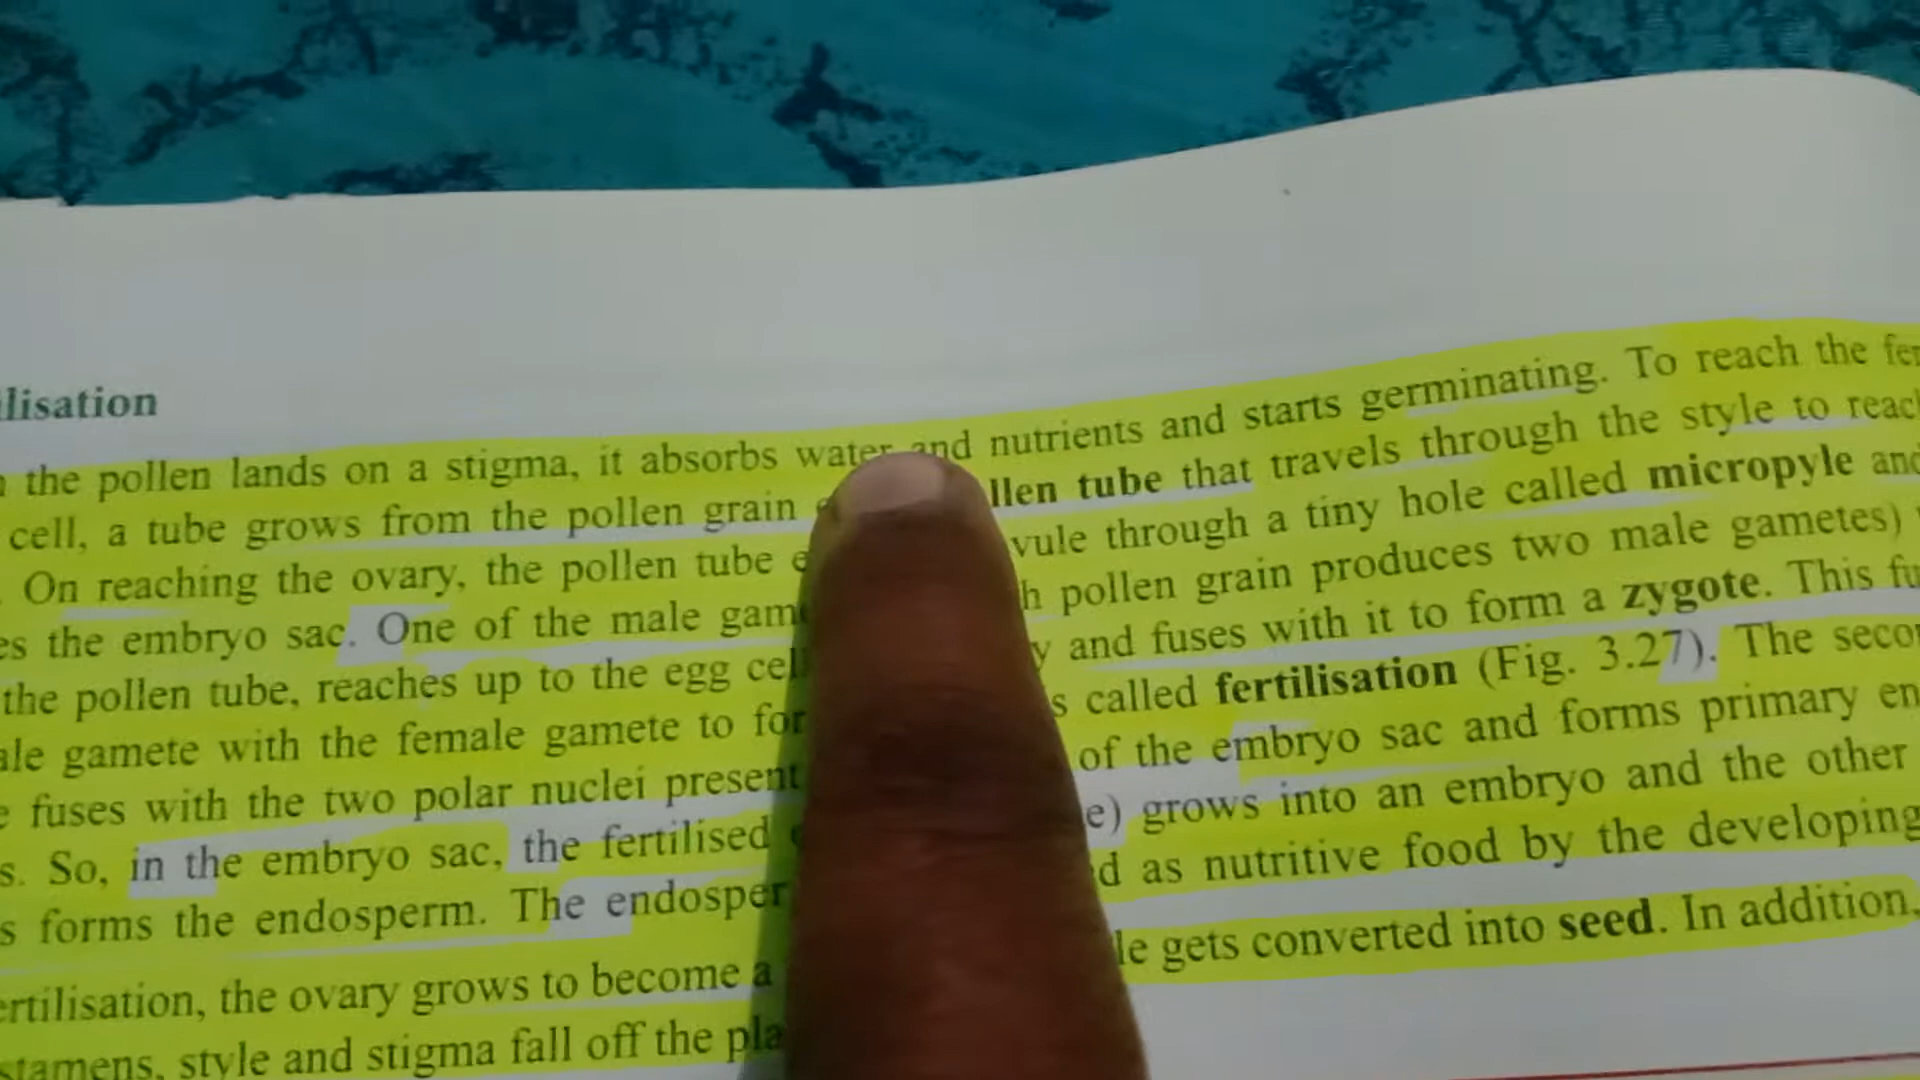 lisation
the pollen lands on a stigma, it absorbs water and nutrients and starts germinating. To reach the
cell, a tube grows from the pollen grain llen tube that travels through the style to reach
. On reaching the ovary, the pollen tube vule through a tiny hole called micropyle and
es the embryo sac. One of the male gam h pollen grain produces two male gametes)
the pollen tube, reaches up to the egg cell y and fuses with it to form a zygote. This
ale gamete with the female gamete to for s called fertilisation (Fig. 3.27). The secon
e fuses with the two polar nuclei present of the embryo sac and forms primary en
s. So, in the embryo sac, the fertilised e) grows into an embryo and the other
s forms the endosperm. The endosper d as nutritive food by the developing
ertilisation, the ovary grows to become a le gets converted into seed. In addition,
stamens, style and stigma fall off the pla